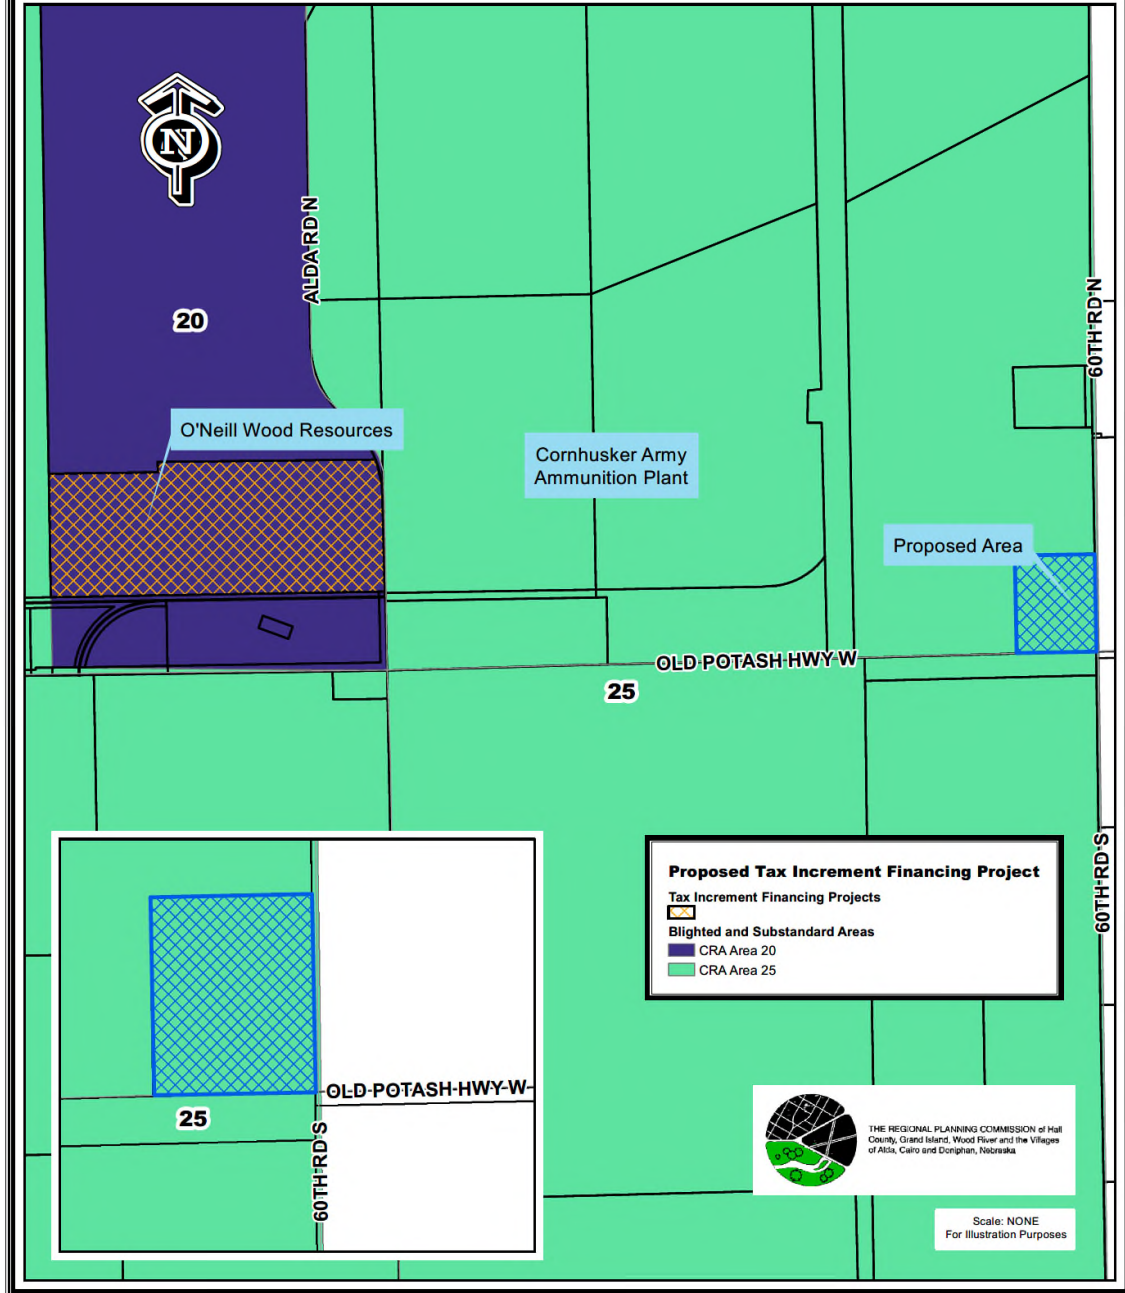 N
ALDA RD N
20
60TH RD N
O'Neill Wood Resources
Cornhusker Army
Ammunition Plant
Proposed Area
OLD POTASH HWY W
25
Proposed Tax Increment Financing Project
Tax Increment Financing Projects
Blighted and Substandard Areas
CRA Area 20
CRA Area 25
60TH RD S
OLD POTASH HWY W
25
60TH RD S
THE REGIONAL PLANNING COMMISSION of Hall
County, Grand Island, Wood River and the Villages
of Alda, Cairo and Doniphan, Nebraska
Scale: NONE
For Illustration Purposes